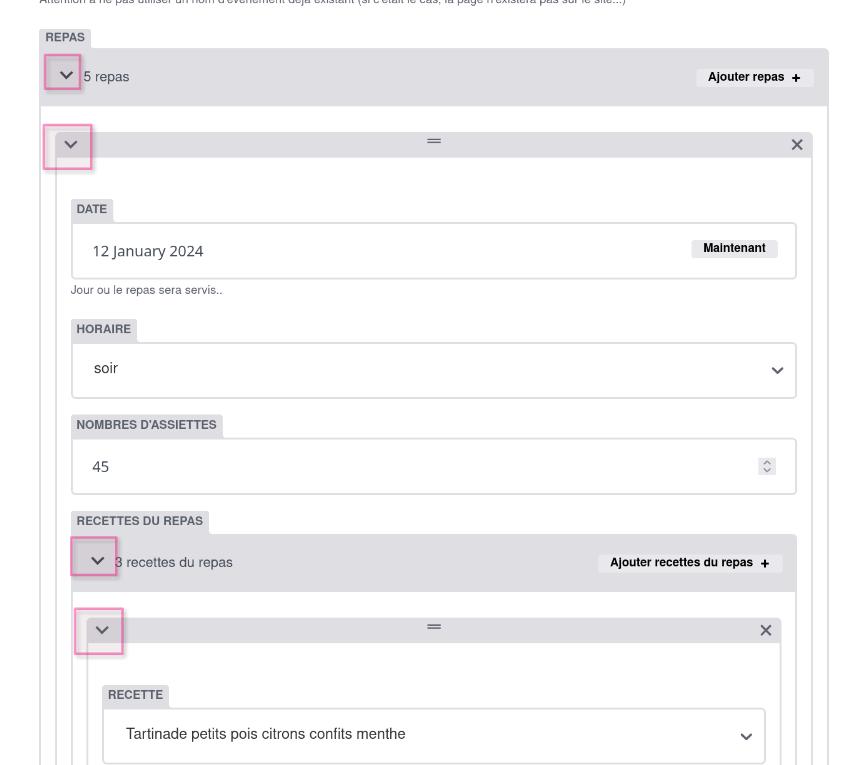 Attention à ne pas utiliser un nom d'évènement déjà existant (si c'était le cas, la page n'existera pas sur le site...)
REPAS
5 repas
Ajouter repas +
DATE
12 January 2024
Maintenant
Jour ou le repas sera servis..
HORAIRE
soir
NOMBRES D'ASSIETTES
45
RECETTES DU REPAS
3 recettes du repas
Ajouter recettes du repas +
RECETTE
Tartinade petits pois citrons confits menthe